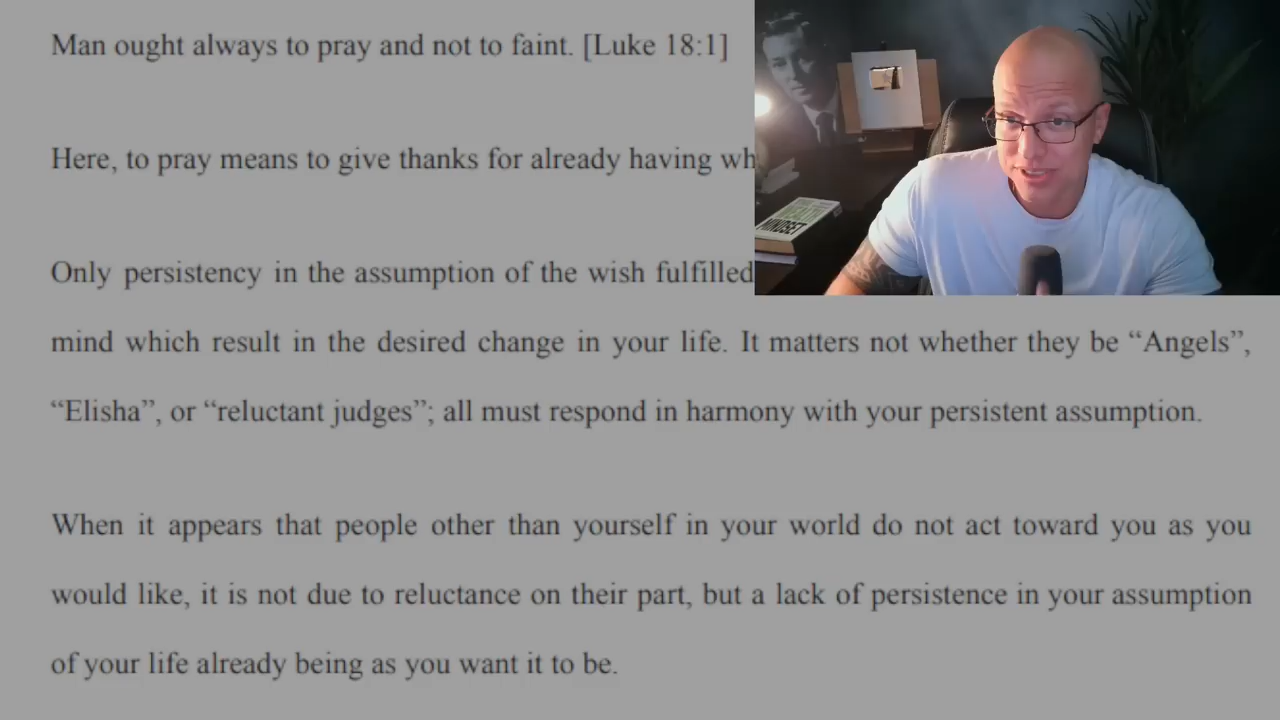 Man ought always to pray and not to faint. [Luke 18:1]
Here, to pray means to give thanks for already having wh
Only persistency in the assumption of the wish fulfilled
mind which result in the desired change in your life. It matters not whether they be “Angels”,
“Elisha”, or “reluctant judges”; all must respond in harmony with your persistent assumption.
When it appears that people other than yourself in your world do not act toward you as you
would like, it is not due to reluctance on their part, but a lack of persistence in your assumption
of your life already being as you want it to be.
MINDSET